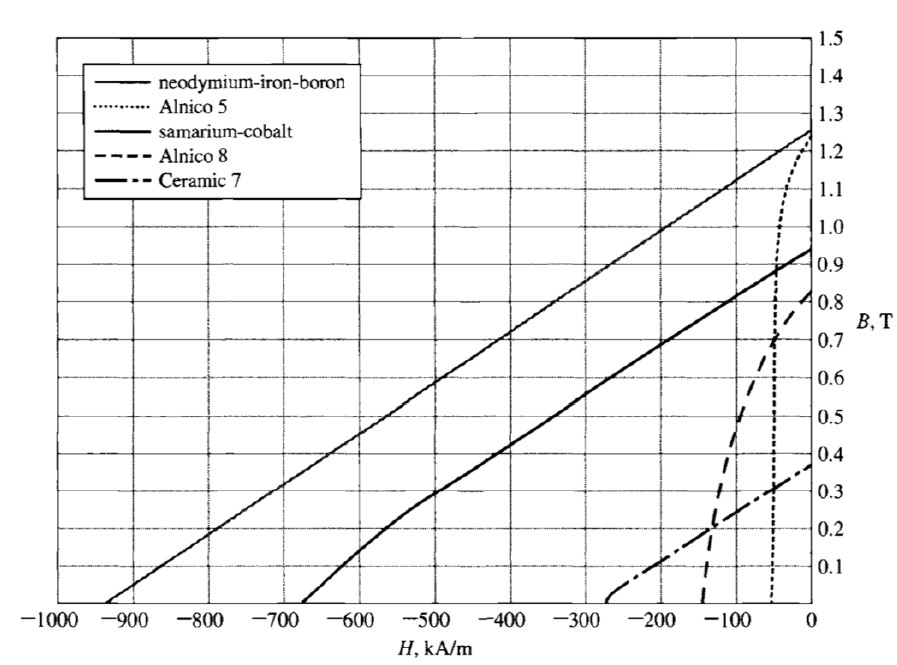 neodymium-iron-boron
Alnico 5
samarium-cobalt
Alnico 8
Ceramic 7
1.5
1.4
1.3
1.2
1.1
1.0
0.9
0.8
B, T
0.7
0.6
0.5
0.4
0.3
0.2
0.1
−1000 −900 −800 −700 −600 −500 −400 −300 −200 −100 0
H, kA/m